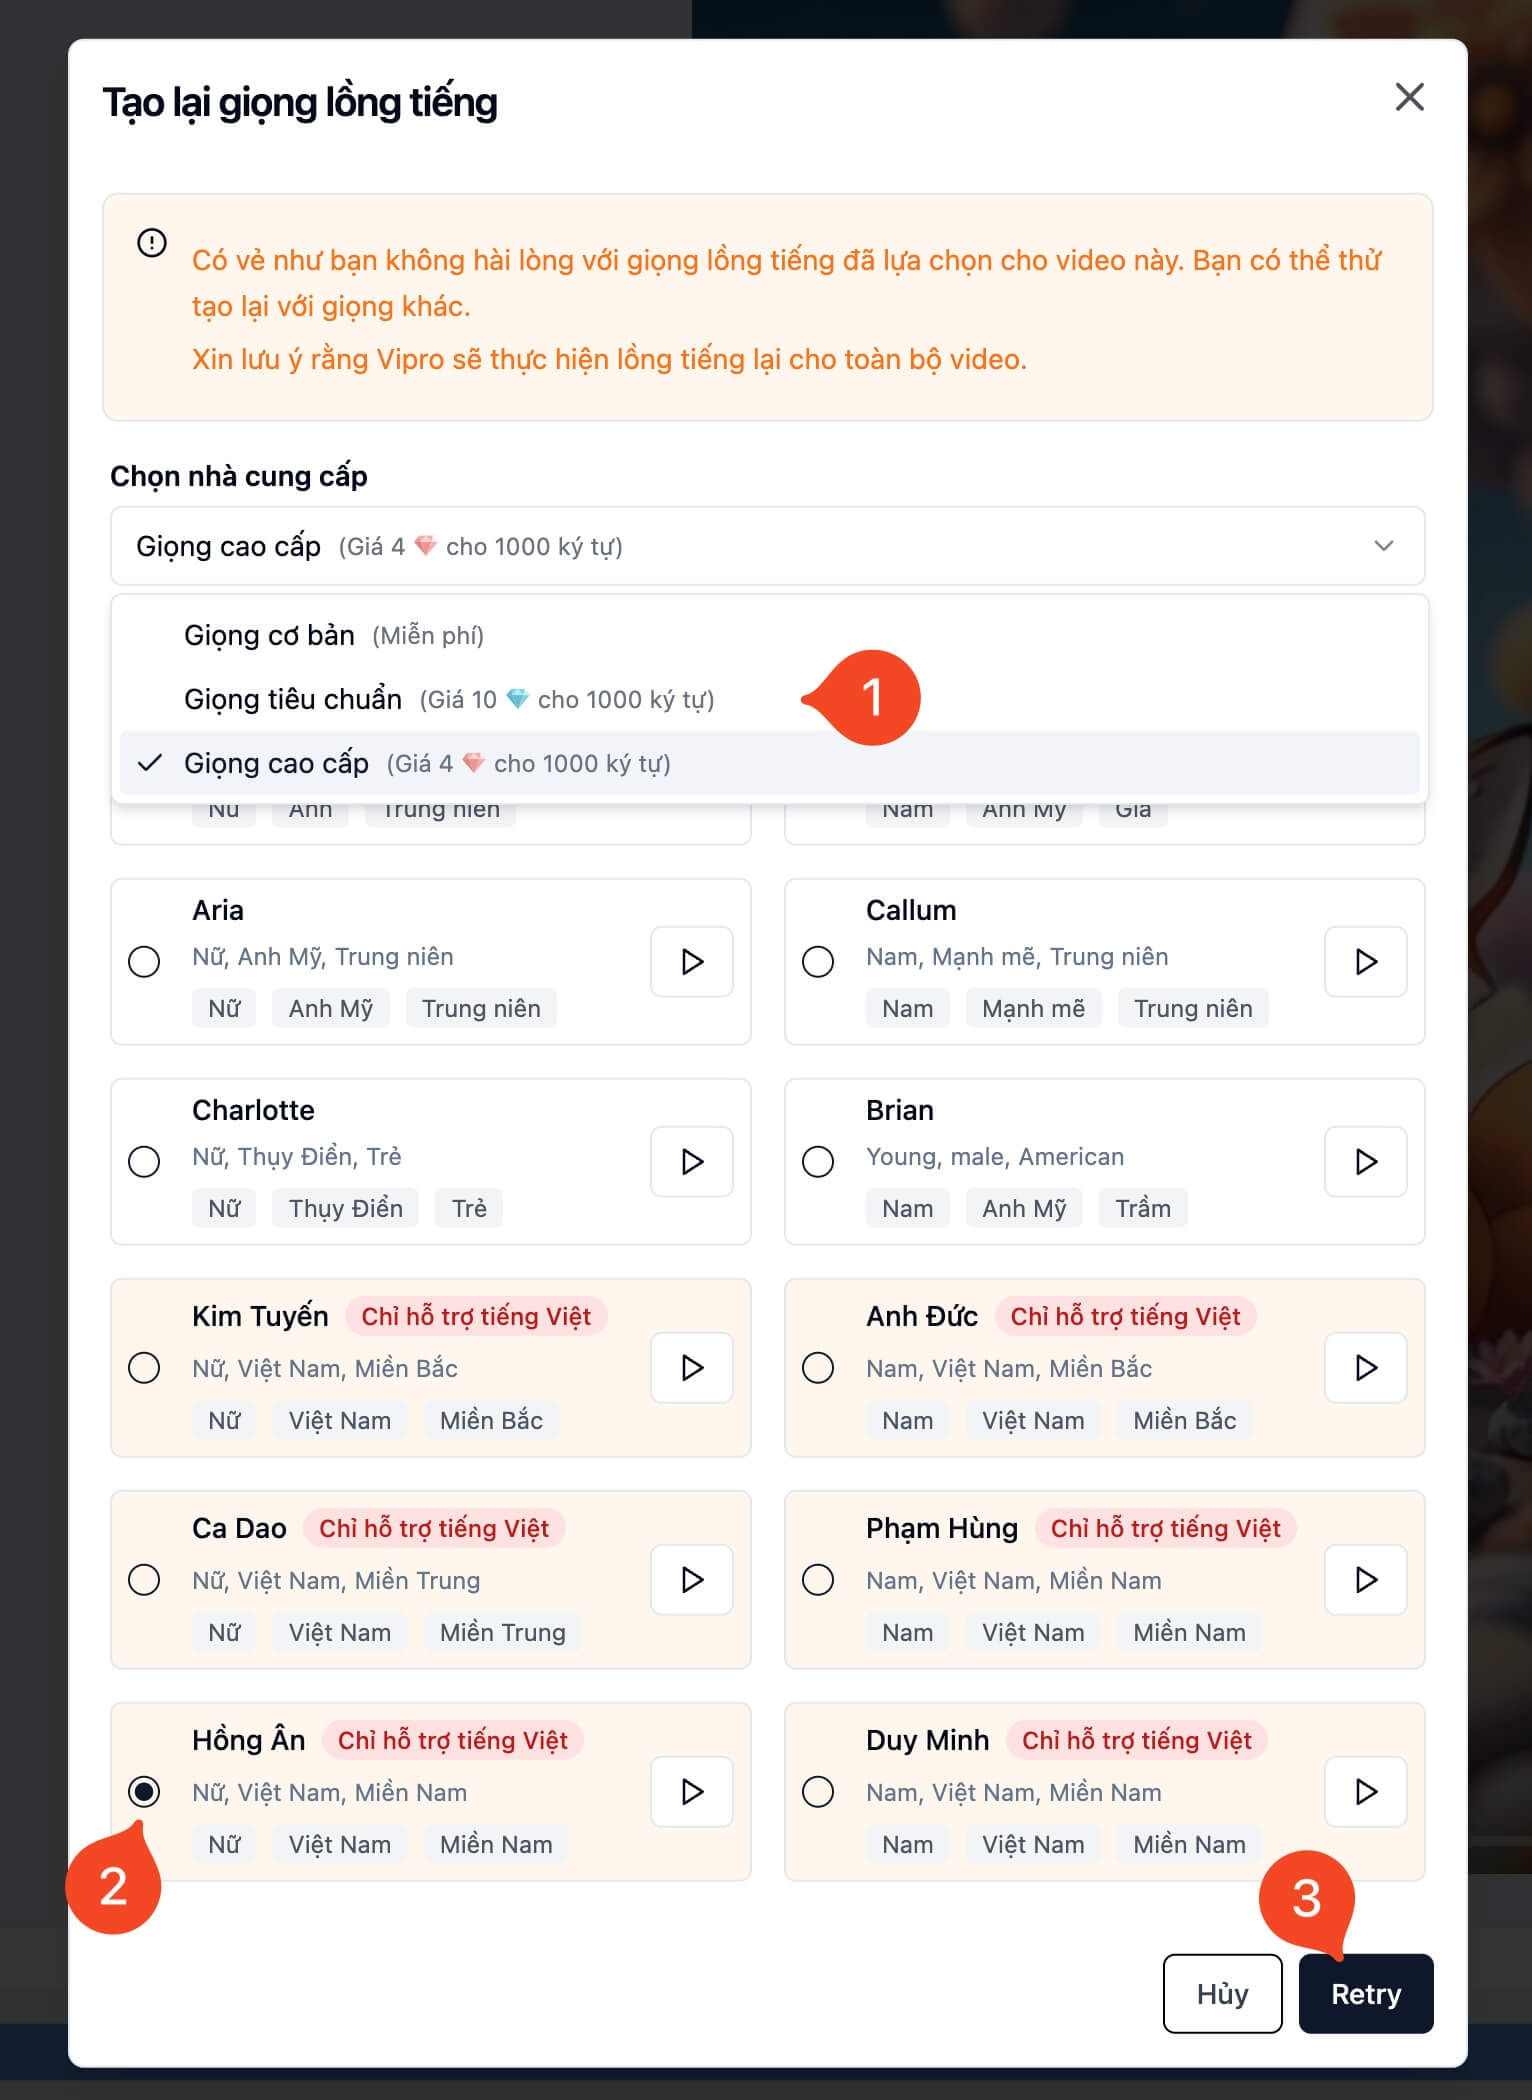 Tạo lại giọng lồng tiếng
Có vẻ như bạn không hài lòng với giọng lồng tiếng đã lựa chọn cho video này. Bạn có thể thử
tạo lại với giọng khác.
Xin lưu ý rằng Vipro sẽ thực hiện lồng tiếng lại cho toàn bộ video.
Chọn nhà cung cấp
Giọng cao cấp (Giá 4 cho 1000 ký tự)
Giọng cơ bản (Miễn phí)
Giọng tiêu chuẩn (Giá 10 cho 1000 ký tự)
1
Giọng cao cấp (Giá 4 cho 1000 ký tự)
Nữ Anh Trung niên
Nam Anh Mỹ Già
Aria
Nữ, Anh Mỹ, Trung niên
Nữ Anh Mỹ Trung niên
Callum
Nam, Mạnh mẽ, Trung niên
Nam Mạnh mẽ Trung niên
Charlotte
Nữ, Thụy Điển, Trẻ
Nữ Thụy Điển Trẻ
Brian
Young, male, American
Nam Anh Mỹ Trầm
Kim Tuyến Chỉ hỗ trợ tiếng Việt
Nữ, Việt Nam, Miền Bắc
Nữ Việt Nam Miền Bắc
Anh Đức Chỉ hỗ trợ tiếng Việt
Nam, Việt Nam, Miền Bắc
Nam Việt Nam Miền Bắc
Ca Dao Chỉ hỗ trợ tiếng Việt
Nữ, Việt Nam, Miền Trung
Nữ Việt Nam Miền Trung
Phạm Hùng Chỉ hỗ trợ tiếng Việt
Nam, Việt Nam, Miền Nam
Nam Việt Nam Miền Nam
Hồng Ân Chỉ hỗ trợ tiếng Việt
Nữ, Việt Nam, Miền Nam
Nữ Việt Nam Miền Nam
2
Duy Minh Chỉ hỗ trợ tiếng Việt
Nam, Việt Nam, Miền Nam
Nam Việt Nam Miền Nam
3
Hủy
Retry